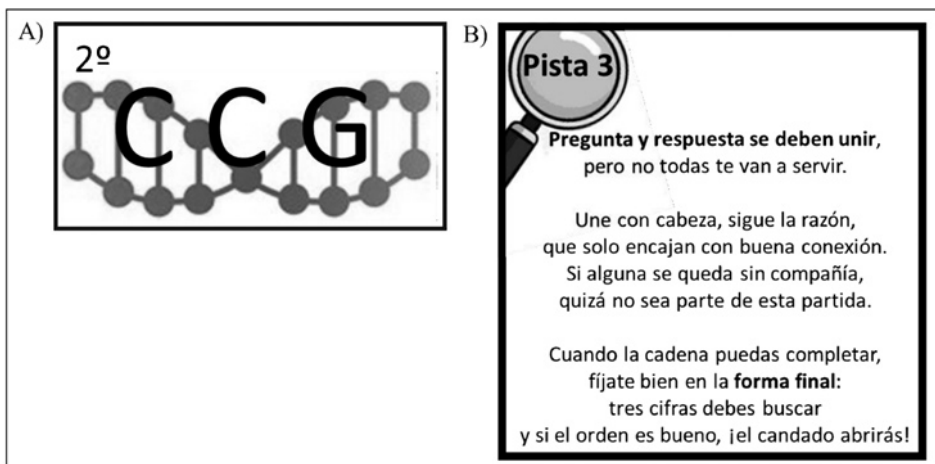 A)
2º
C C G
B)
Pista 3
Pregunta y respuesta se deben unir,
pero no todas te van a servir.
Une con cabeza, sigue la razón,
que solo encajan con buena conexión.
Si alguna se queda sin compañía,
quizá no sea parte de esta partida.
Cuando la cadena puedas completar,
fíjate bien en la forma final:
tres cifras debes buscar
y si el orden es bueno, ¡el candado abrirás!